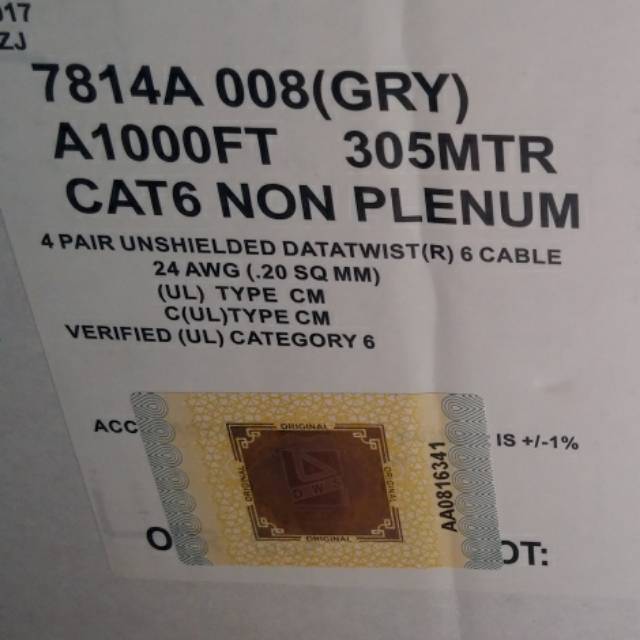 017
ZJ
7814A 008(GRY)
A1000FT 305MTR
CAT6 NON PLENUM
4 PAIR UNSHIELDED DATATWIST(R) 6 CABLE
24 AWG (.20 SQ MM)
(UL) TYPE CM
C(UL)TYPE CM
VERIFIED (UL) CATEGORY 6
ACC IS +/-1%
ORIGINAL
ORIGINAL
ORIGINAL
ORIGINAL
AA0816341
O OT: